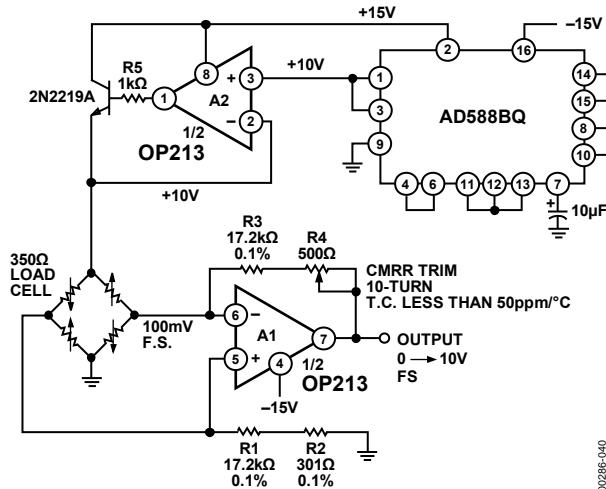 +15V
–15V
R5
1kΩ
2N2219A
8
1
A2
+
3
–
2
1/2
OP213
+10V
+10V
2
16
1
3
9
AD588BQ
14
15
8
10
4
6
11
12
13
7
+
10µF
350Ω
LOAD
CELL
R3
17.2kΩ
0.1%
R4
500Ω
CMRR TRIM
10-TURN
T.C. LESS THAN 50ppm/°C
100mV
F.S.
6
–
5
+
A1
7
4
1/2
OP213
–15V
OUTPUT
0 → 10V
FS
R1
17.2kΩ
0.1%
R2
301Ω
0.1%
00286-040